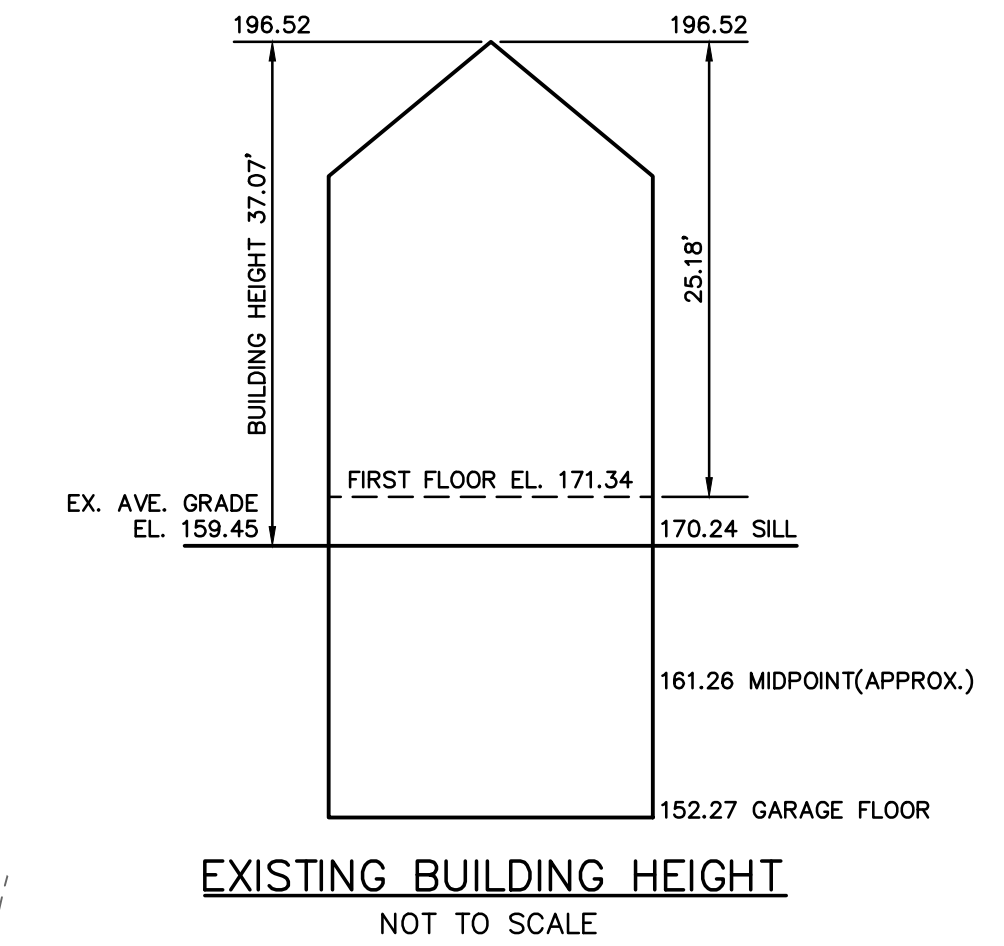 196.52
196.52
BUILDING HEIGHT 37.07'
25.18'
FIRST FLOOR EL. 171.34
EX. AVE. GRADE
EL. 159.45
170.24 SILL
161.26 MIDPOINT(APPROX.)
152.27 GARAGE FLOOR
EXISTING BUILDING HEIGHT
NOT TO SCALE